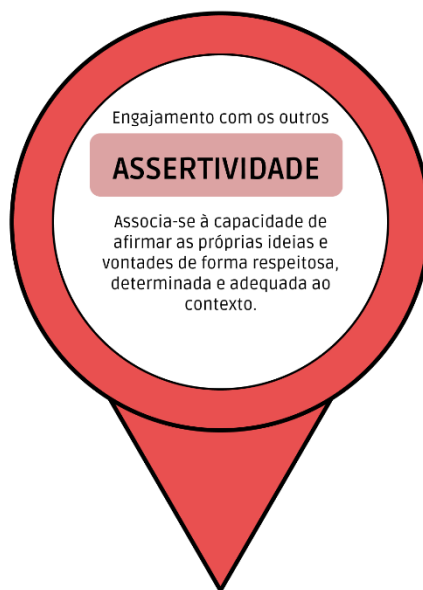 Engajamento com os outros
ASSERTIVIDADE
Associa-se à capacidade de
afirmar as próprias ideias e
vontades de forma respeitosa,
determinada e adequada ao
contexto.